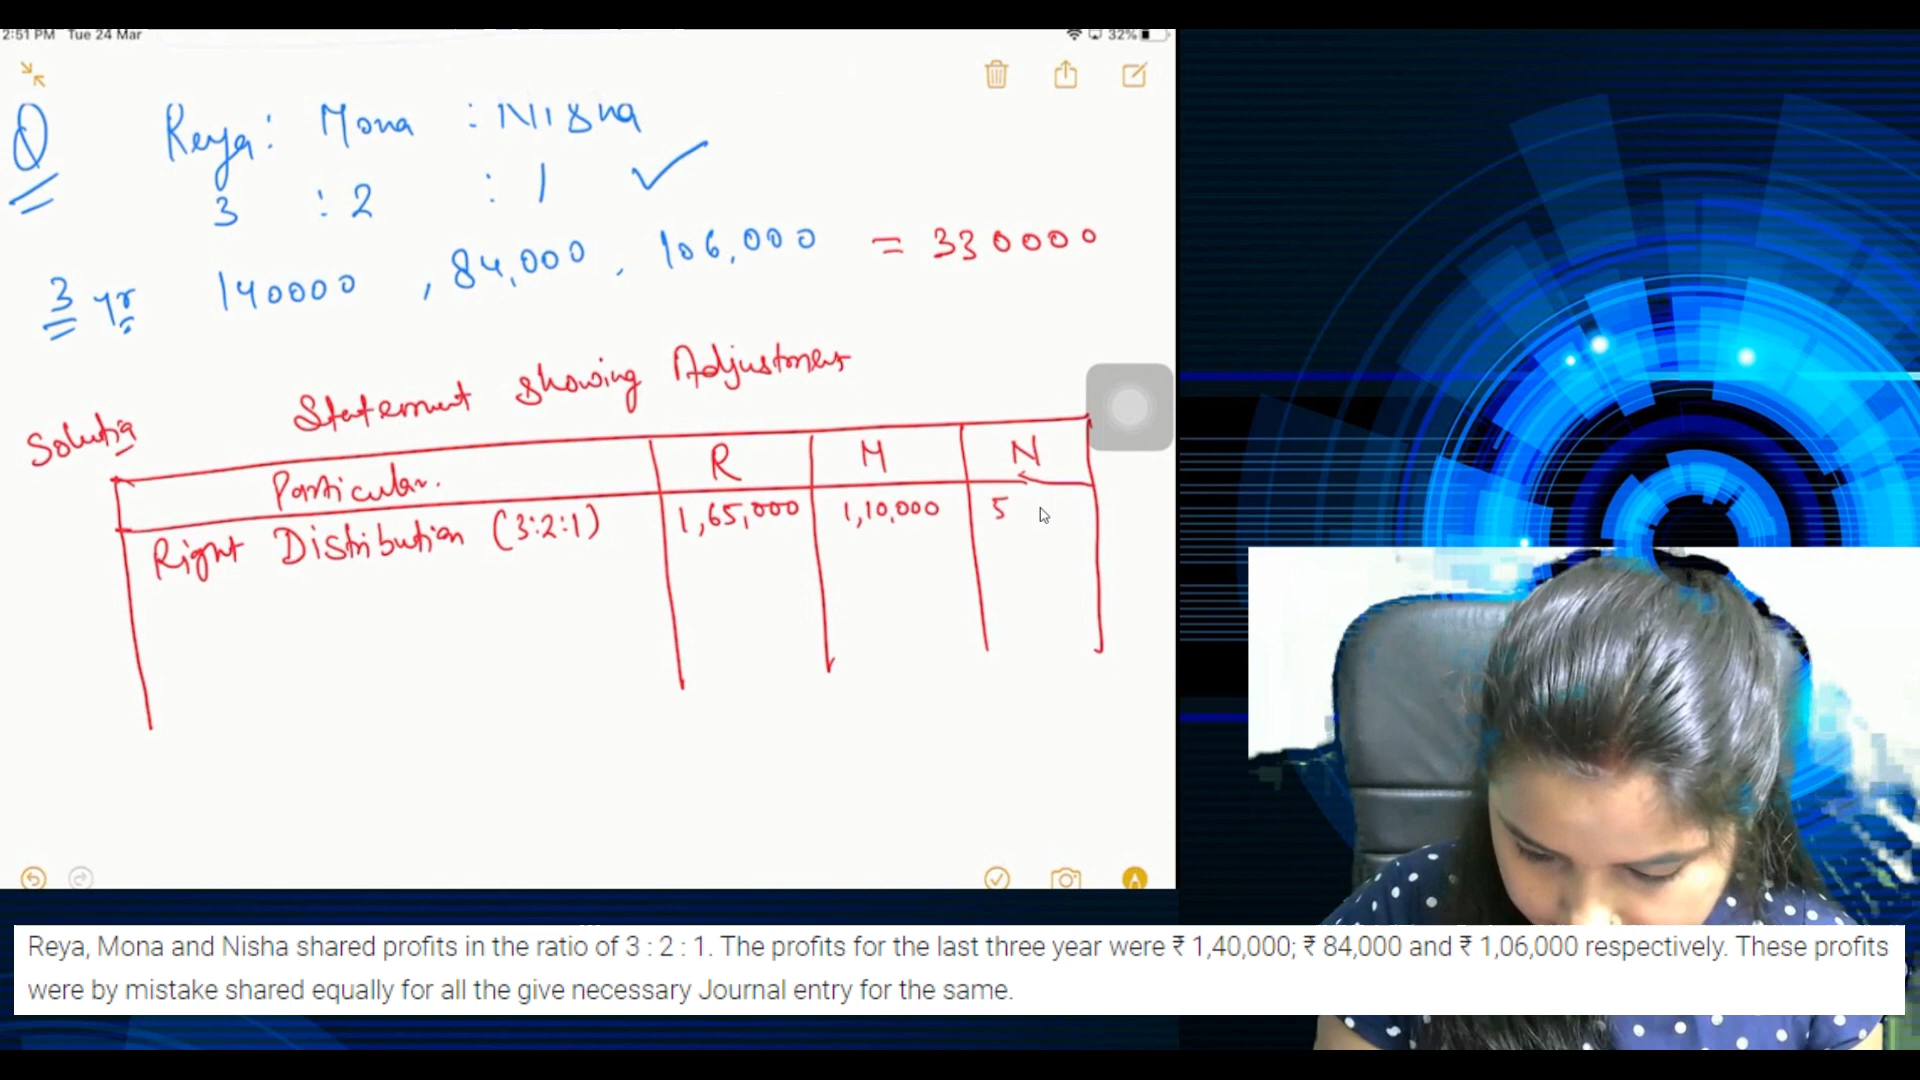 2:51 PM Tue 24 Mar
32%
Q Reya : Mona : Nisha
3 : 2 : 1
3 yr 140000 , 84,000 , 106,000 = 330000
Solution Statement Showing Adjustment
Particular. R M N
Right Distribution (3:2:1) 1,65,000 1,10,000 5
Reya, Mona and Nisha shared profits in the ratio of 3 : 2 : 1. The profits for the last three year were ₹ 1,40,000; ₹ 84,000 and ₹ 1,06,000 respectively. These profits
were by mistake shared equally for all the give necessary Journal entry for the same.